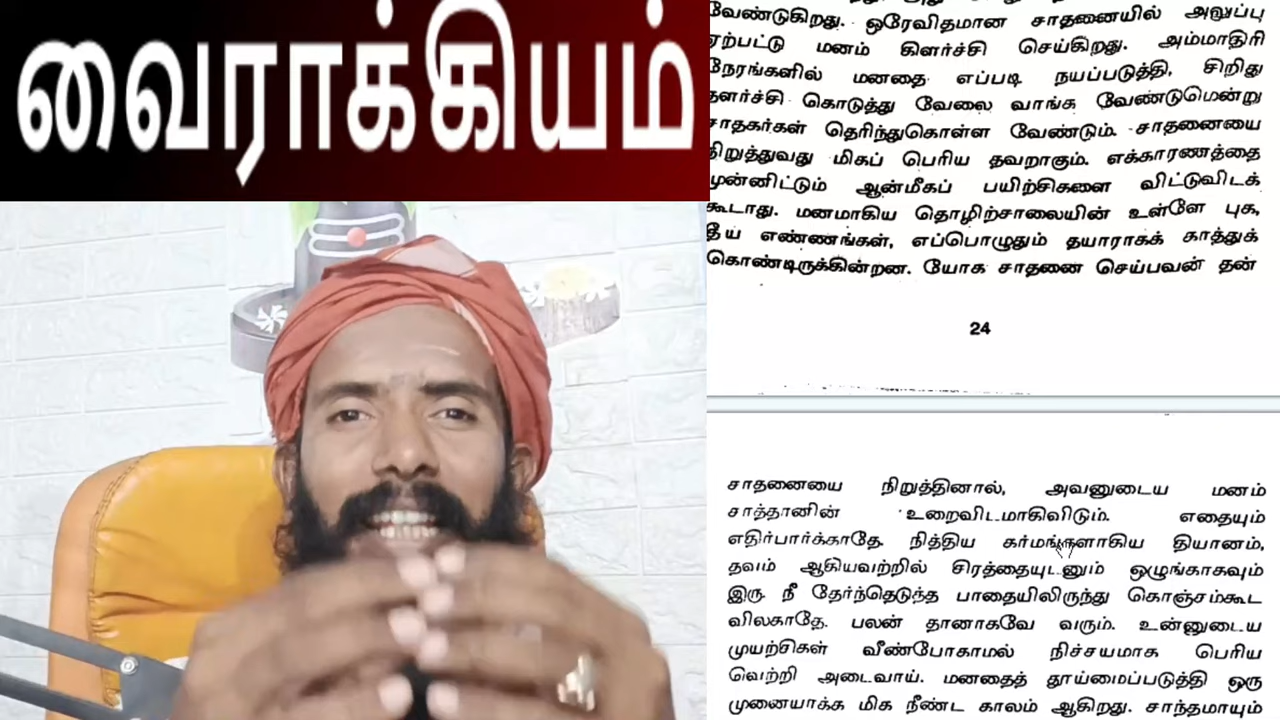 வைராக்கியம்
வேண்டுகிறது. ஒரேவிதமான சாதனையில் அலுப்பு
ஏற்பட்டு மனம் கிளர்ச்சி செய்கிறது. அம்மாதிரி
நேரங்களில் மனதை எப்படி நயப்படுத்தி, சிறிது
தளர்ச்சி கொடுத்து வேலை வாங்க வேண்டுமென்று
சாதகர்கள் தெரிந்துகொள்ள வேண்டும். சாதனையை
நிறுத்துவது மிகப் பெரிய தவறாகும். எக்காரணத்தை
முன்னிட்டும் ஆன்மீகப் பயிற்சிகளை விட்டுவிடக்
கூடாது. மனமாகிய தொழிற்சாலையின் உள்ளே புக,
தீய எண்ணங்கள், எப்பொழுதும் தயாராகக் காத்துக்
கொண்டிருக்கின்றன. யோக சாதனை செய்பவன் தன்
24
சாதனையை நிறுத்தினால், அவனுடைய மனம்
சாத்தானின் உறைவிடமாகிவிடும். எதையும்
எதிர்பார்க்காதே. நித்திய கர்மங்களாகிய தியானம்,
தவம் ஆகியவற்றில் சிரத்தையுடனும் ஒழுங்காகவும்
இரு. நீ தேர்ந்தெடுத்த பாதையிலிருந்து கொஞ்சம்கூட
விலகாதே. பலன் தானாகவே வரும். உன்னுடைய
முயற்சிகள் வீண்போகாமல் நிச்சயமாக பெரிய
வெற்றி அடைவாய். மனதைத் தூய்மைப்படுத்தி ஒரு
முனையாக்க மிக நீண்ட காலம் ஆகிறது. சாந்தமாயும்